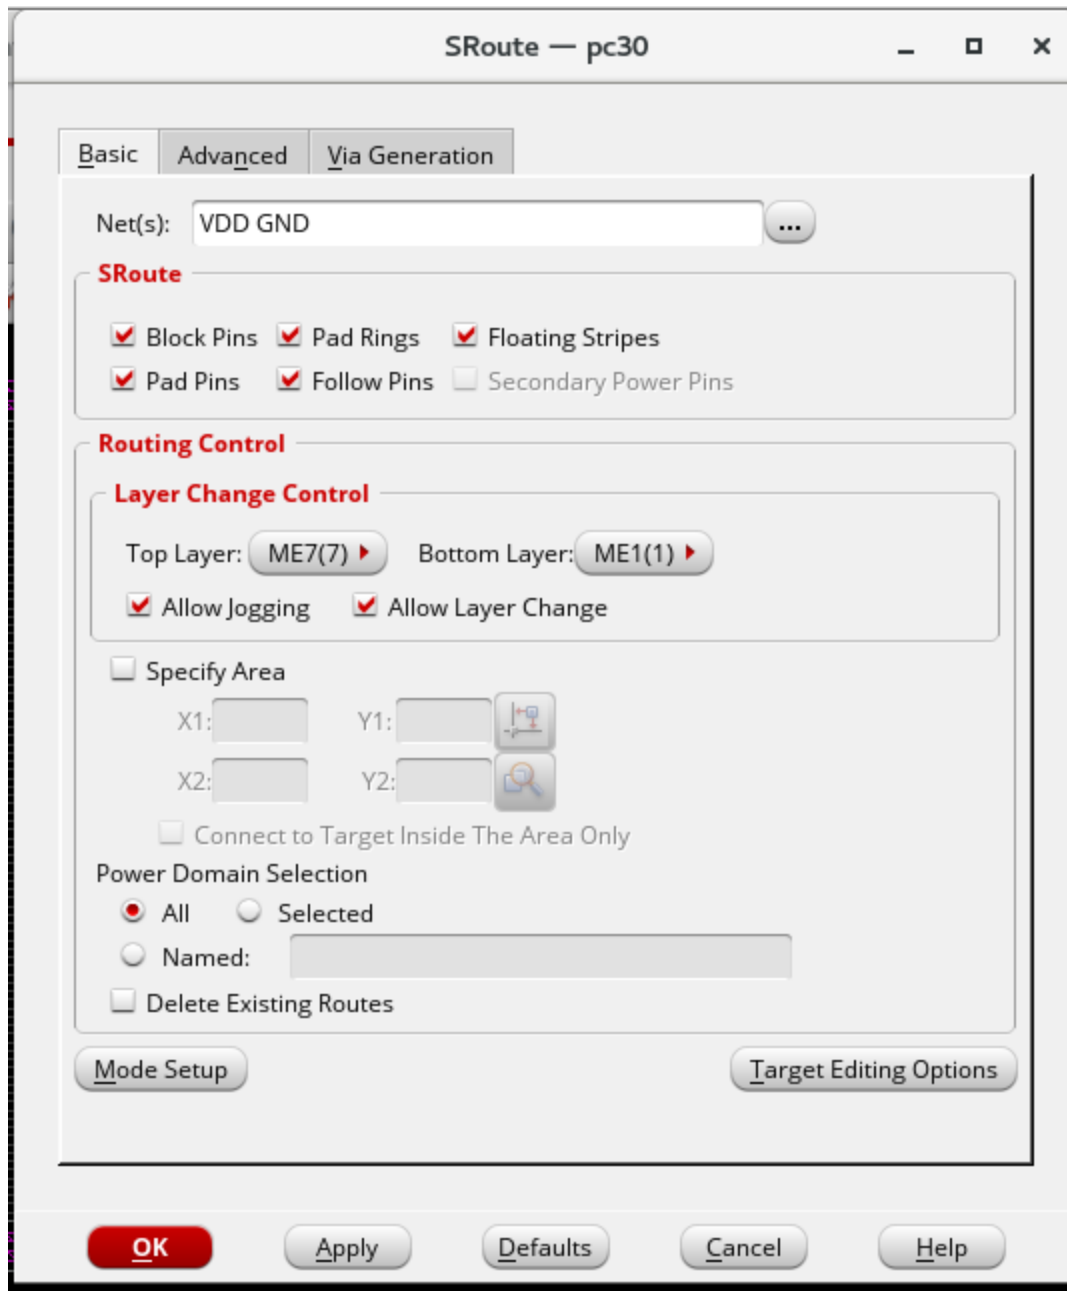 SRoute — pc30
Basic Advanced Via Generation
Net(s): VDD GND ...
SRoute
Block Pins Pad Rings Floating Stripes
Pad Pins Follow Pins Secondary Power Pins
Routing Control
Layer Change Control
Top Layer: ME7(7) Bottom Layer: ME1(1)
Allow Jogging Allow Layer Change
Specify Area
X1: Y1:
X2: Y2:
Connect to Target Inside The Area Only
Power Domain Selection
All Selected
Named:
Delete Existing Routes
Mode Setup Target Editing Options
OK Apply Defaults Cancel Help